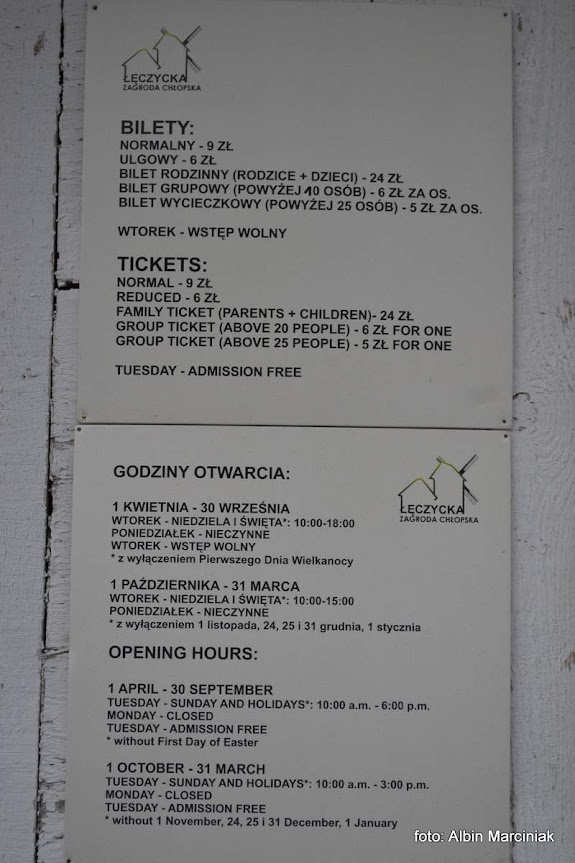 ŁĘCZYCKA
ZAGRODA CHŁOPSKA
BILETY:
NORMALNY - 9 ZŁ
ULGOWY - 6 ZŁ
BILET RODZINNY (RODZICE + DZIECI) - 24 ZŁ
BILET GRUPOWY (POWYŻEJ 10 OSÓB) - 6 ZŁ ZA OS.
BILET WYCIECZKOWY (POWYŻEJ 25 OSÓB) - 5 ZŁ ZA OS.
WTOREK - WSTĘP WOLNY
TICKETS:
NORMAL - 9 ZŁ
REDUCED - 6 ZŁ
FAMILY TICKET (PARENTS + CHILDREN)- 24 ZŁ
GROUP TICKET (ABOVE 20 PEOPLE) - 6 ZŁ FOR ONE
GROUP TICKET (ABOVE 25 PEOPLE) - 5 ZŁ FOR ONE
TUESDAY - ADMISSION FREE
ŁĘCZYCKA
ZAGRODA CHŁOPSKA
GODZINY OTWARCIA:
1 KWIETNIA - 30 WRZEŚNIA
WTOREK - NIEDZIELA I ŚWIĘTA*: 10:00-18:00
PONIEDZIAŁEK - NIECZYNNE
WTOREK - WSTĘP WOLNY
* z wyłączeniem Pierwszego Dnia Wielkanocy
1 PAŹDZIERNIKA - 31 MARCA
WTOREK - NIEDZIELA I ŚWIĘTA*: 10:00-15:00
PONIEDZIAŁEK - NIECZYNNE
* z wyłączeniem 1 listopada, 24, 25 i 31 grudnia, 1 stycznia
OPENING HOURS:
1 APRIL - 30 SEPTEMBER
TUESDAY - SUNDAY AND HOLIDAYS*: 10:00 a.m. - 6:00 p.m.
MONDAY - CLOSED
TUESDAY - ADMISSION FREE
* without First Day of Easter
1 OCTOBER - 31 MARCH
TUESDAY - SUNDAY AND HOLIDAYS*: 10:00 a.m. - 3:00 p.m.
MONDAY - CLOSED
TUESDAY - ADMISSION FREE
* without 1 November, 24, 25 i 31 December, 1 January
foto: Albin Marciniak